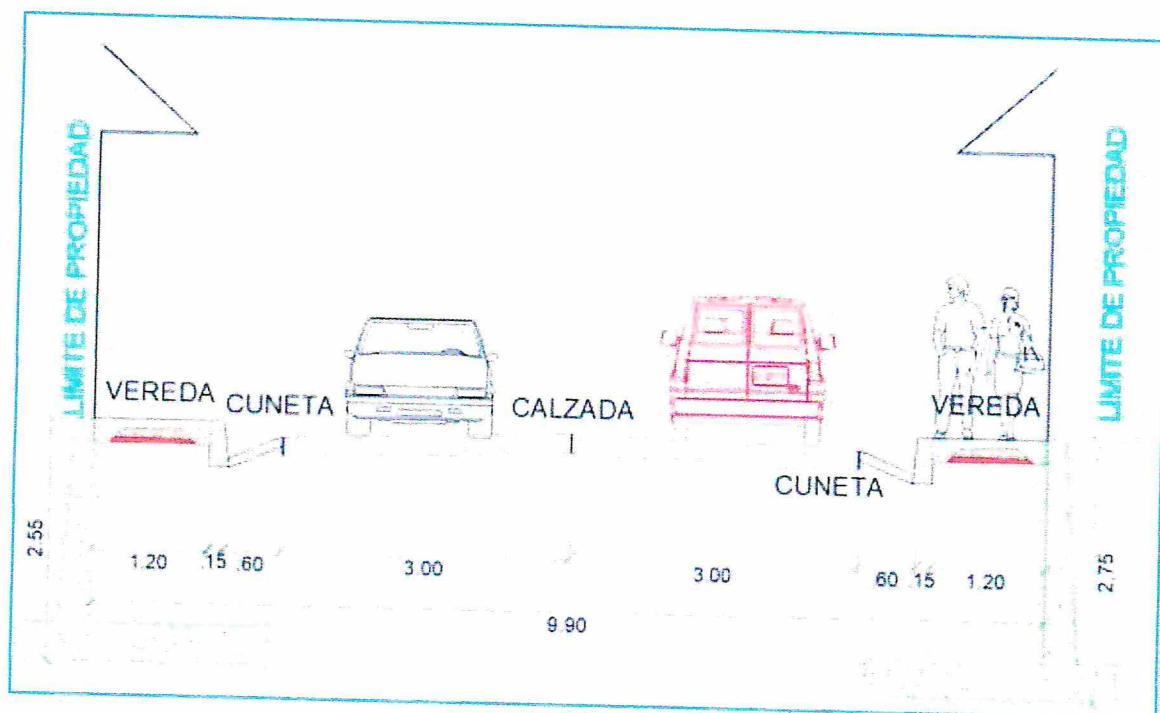 LIMITE DE PROPIEDAD
LIMITE DE PROPIEDAD
VEREDA
CUNETA
CALZADA
VEREDA
CUNETA
2.55
1.20 .15 .60 3.00 3.00 60 .15 1.20
2.75
9.90